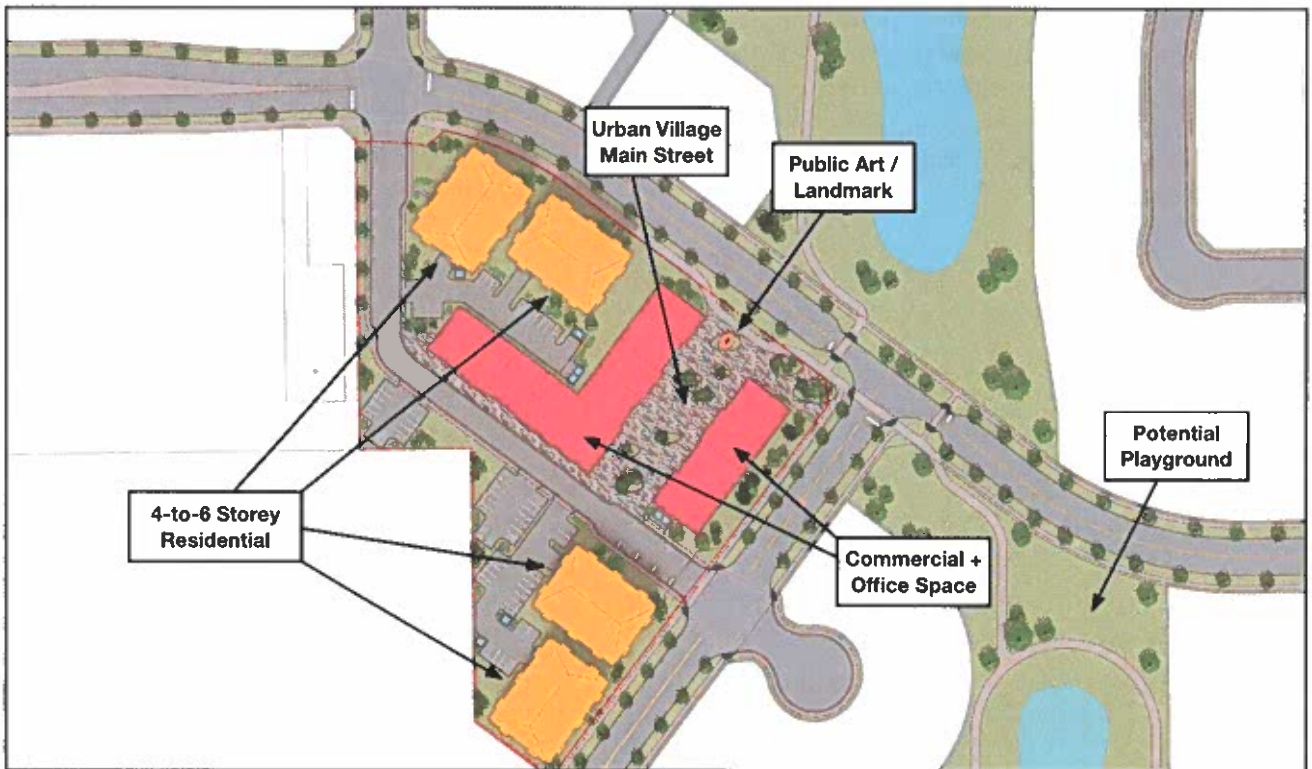 Urban Village
Main Street
Public Art /
Landmark
Potential
Playground
4-to-6 Storey
Residential
Commercial +
Office Space